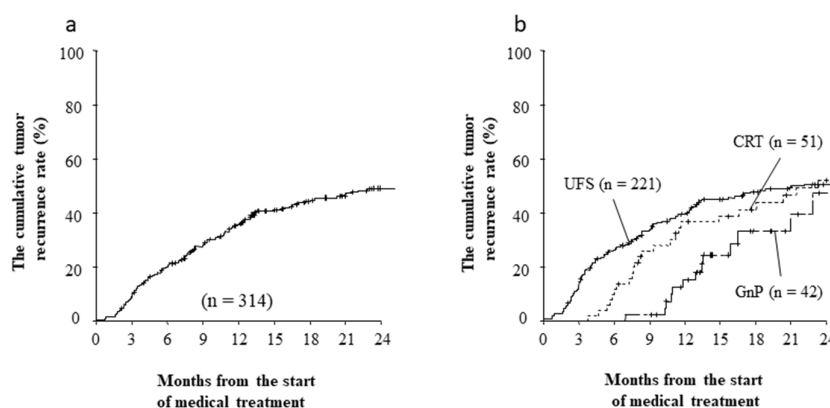 a
The cumulative tumor
recurrence rate (%)
100
80
60
40
20
0
(n = 314)
0 3 6 9 12 15 18 21 24
Months from the start
of medical treatment
b
The cumulative tumor
recurrence rate (%)
100
80
60
40
20
0
CRT (n = 51)
UFS (n = 221)
GnP (n = 42)
0 3 6 9 12 15 18 21 24
Months from the start
of medical treatment